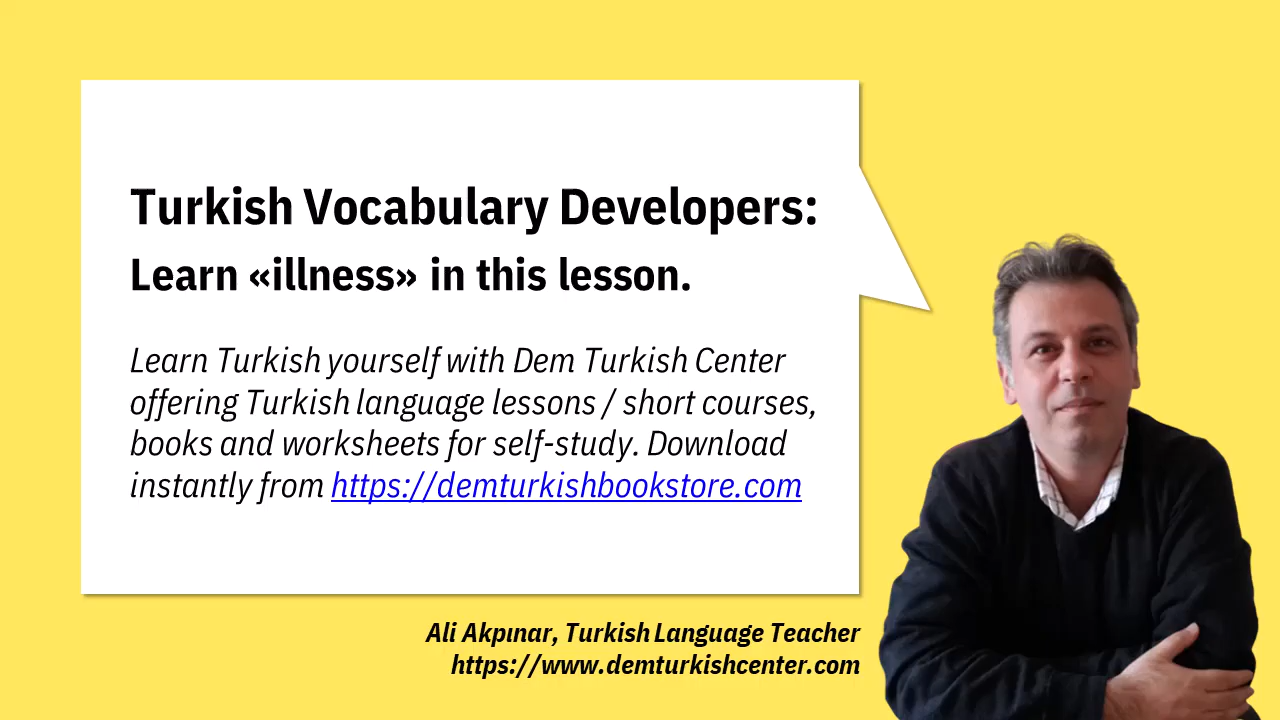 Turkish Vocabulary Developers:
Learn «illness» in this lesson.
Learn Turkish yourself with Dem Turkish Center
offering Turkish language lessons / short courses,
books and worksheets for self-study. Download
instantly from https://demturkishbookstore.com
Ali Akpınar, Turkish Language Teacher
https://www.demturkishcenter.com